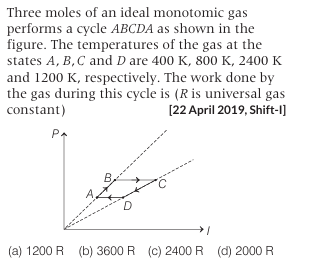 Three moles of an ideal monotomic gas
performs a cycle ABCDA as shown in the
figure. The temperatures of the gas at the
states A, B, C and D are 400 K, 800 K, 2400 K
and 1200 K, respectively. The work done by
the gas during this cycle is (R is universal gas
constant) [22 April 2019, Shift-I]
P
B
C
A
D
I
(a) 1200 R (b) 3600 R (c) 2400 R (d) 2000 R